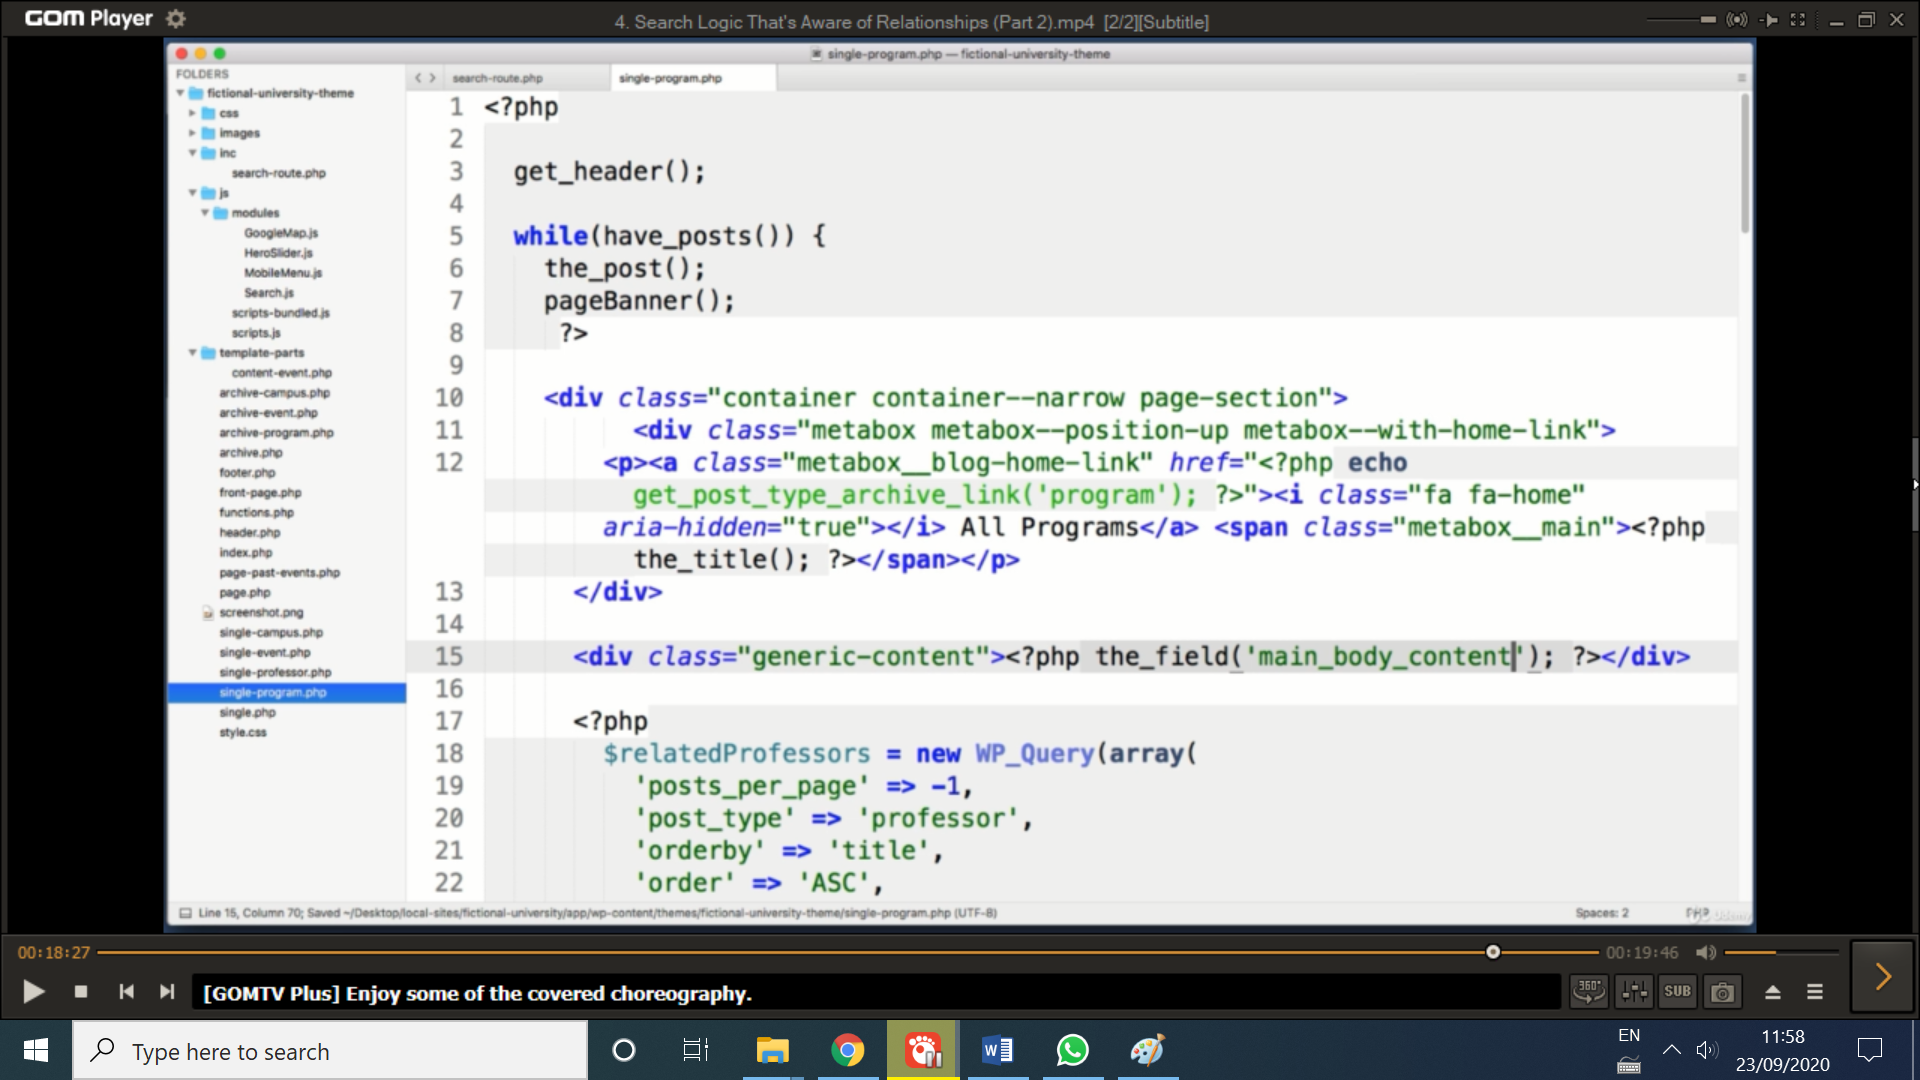 GOM Player
4. Search Logic That's Aware of Relationships (Part 2).mp4 [2/2][Subtitle]
single-program.php — fictional-university-theme
FOLDERS
fictional-university-theme
css
images
inc
search-route.php
js
modules
GoogleMap.js
HeroSlider.js
MobileMenu.js
Search.js
scripts-bundled.js
scripts.js
template-parts
content-event.php
archive-campus.php
archive-event.php
archive-program.php
archive.php
footer.php
front-page.php
functions.php
header.php
index.php
page-past-events.php
page.php
screenshot.png
single-campus.php
single-event.php
single-professor.php
single-program.php
single.php
style.css
search-route.php
single-program.php
1 <?php
2
3 get_header();
4
5 while(have_posts()) {
6 the_post();
7 pageBanner();
8 ?>
9
10 <div class="container container--narrow page-section">
11 <div class="metabox metabox--position-up metabox--with-home-link">
12 <p><a class="metabox__blog-home-link" href="<?php echo
get_post_type_archive_link('program'); ?>"><i class="fa fa-home"
aria-hidden="true"></i> All Programs</a> <span class="metabox__main"><?php
the_title(); ?></span></p>
13 </div>
14
15 <div class="generic-content"><?php the_field('main_body_content'); ?></div>
16
17 <?php
18 $relatedProfessors = new WP_Query(array(
19 'posts_per_page' => -1,
20 'post_type' => 'professor',
21 'orderby' => 'title',
22 'order' => 'ASC',
Line 15, Column 70; Saved ~/Desktop/local-sites/fictional-university/app/wp-content/themes/fictional-university-theme/single-program.php (UTF-8)
Spaces: 2
PHP
Udemy
00:18:27
00:19:46
[GOMTV Plus] Enjoy some of the covered choreography.
360°
SUB
Type here to search
EN
11:58
23/09/2020